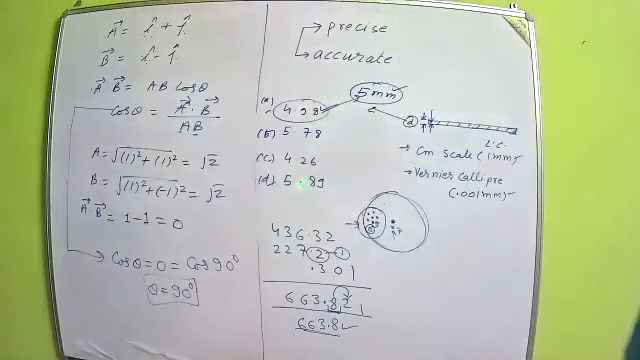 A⃗ = î + ĵ
B⃗ = î - ĵ
A⃗ . B⃗ = AB cosθ
cosθ = A⃗ . B⃗ / AB
A = √(1)² + (1)² = √2
B = √(1)² + (-1)² = √2
A⃗ . B⃗ = 1 - 1 = 0
Cosθ = 0 = Cos 90°
θ = 90°
precise
accurate
5mm
(a) 4.98
(b) 5.78
(c) 4.26
(d) 5.89
L.C.
Cm Scale (1mm)
Vernier Callipre
(.001mm)
436.32
227.2
1
.301
663.821
663.8